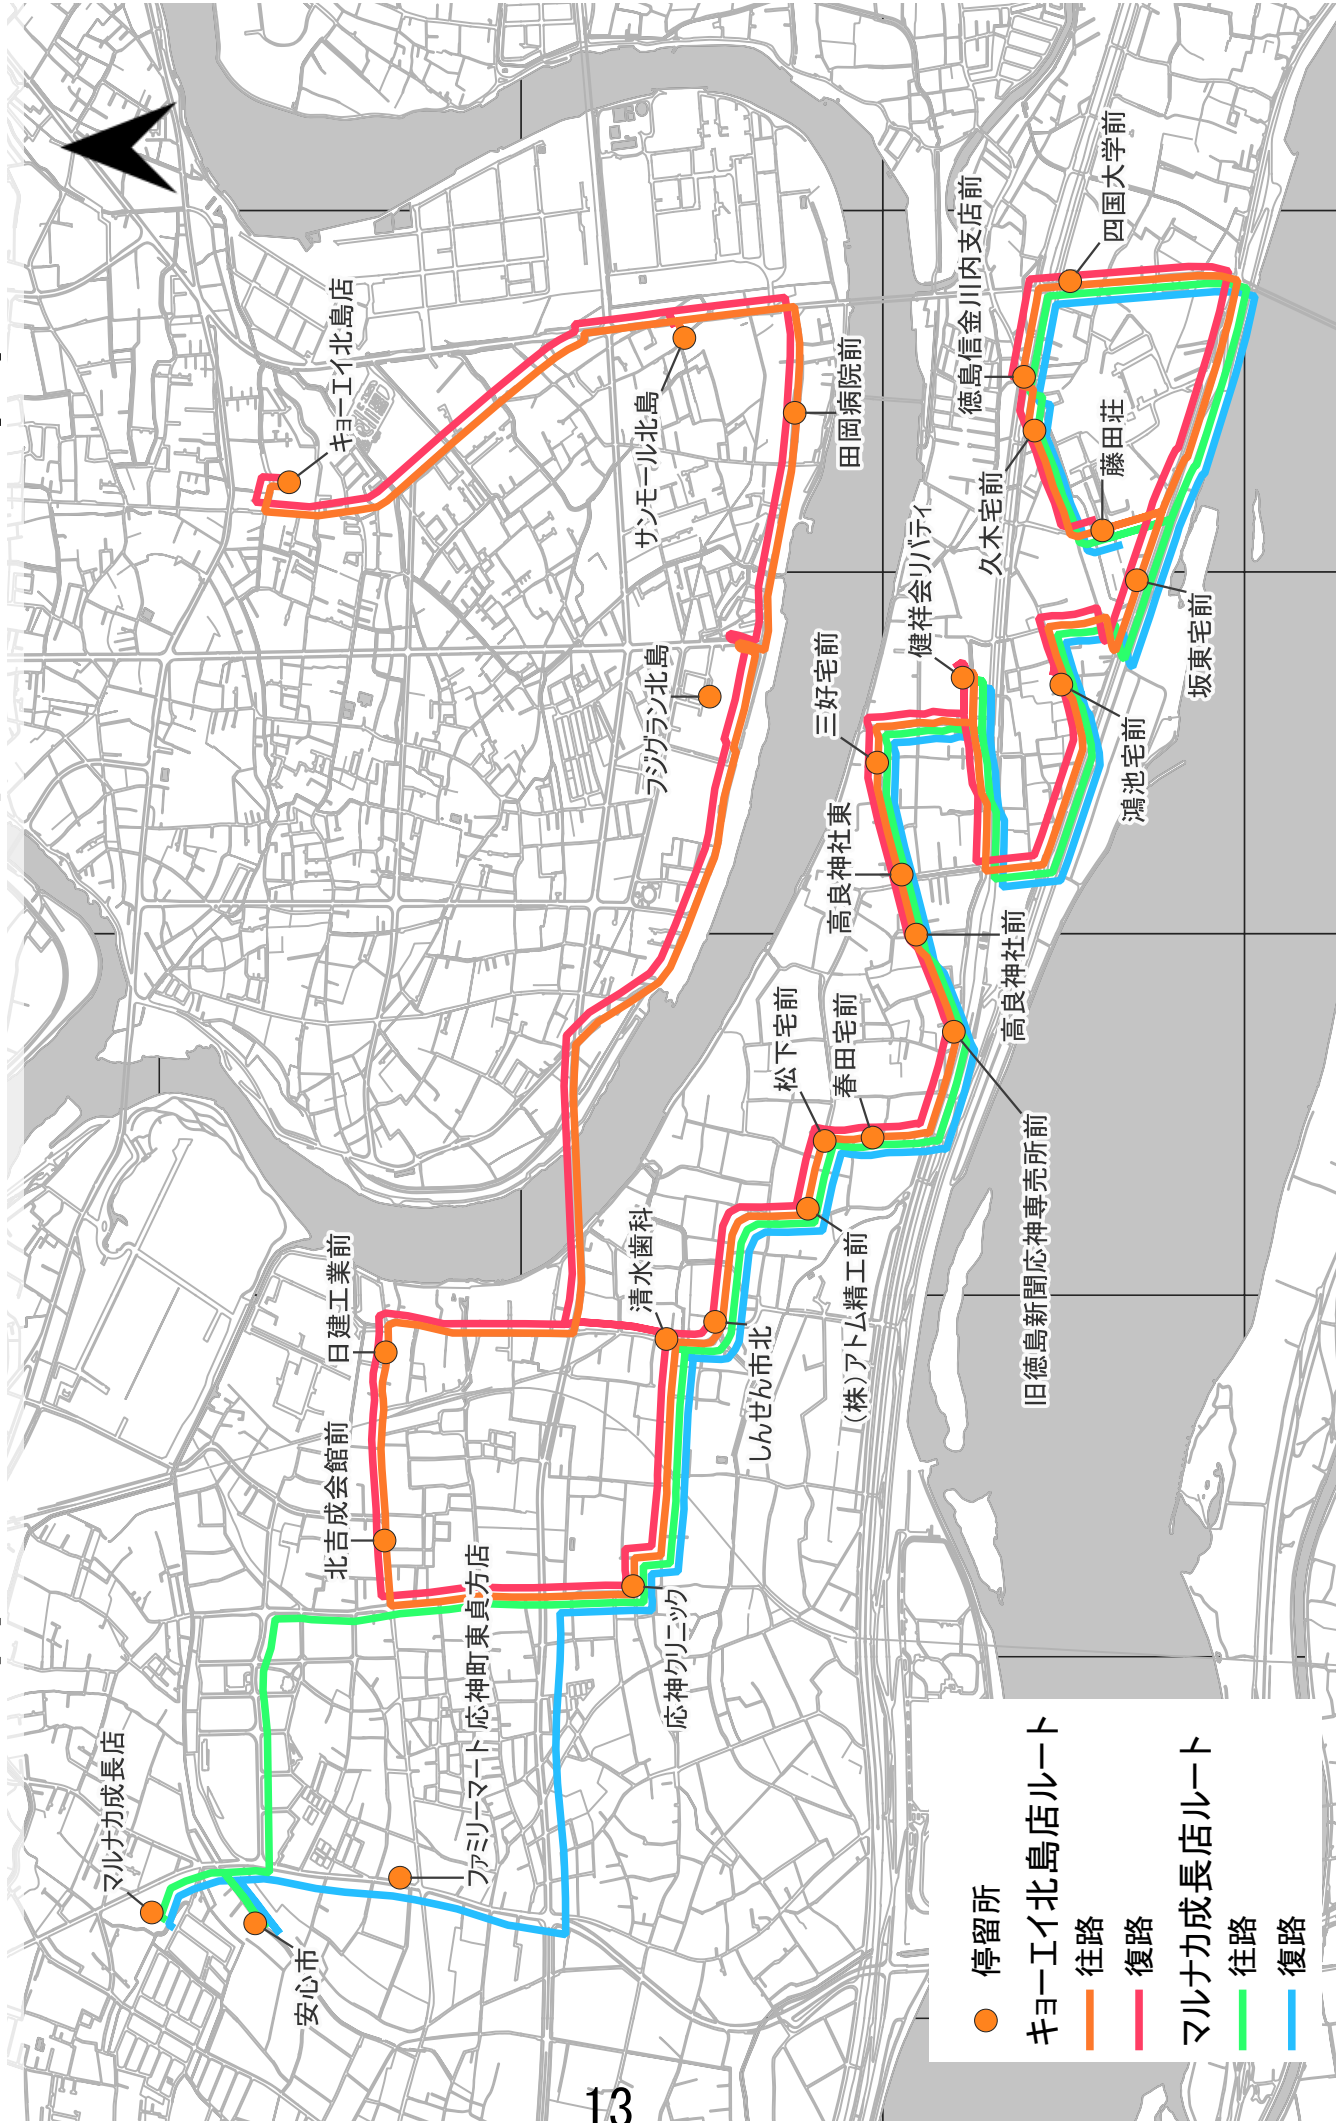 マルナカ成長店
安心市
ファミリーマート応神町東貞方店
北吉成会館前
日建工業前
応神クリニック
清水歯科
しんせん市北
(株)アトム精工前
松下宅前
春田宅前
旧徳島新聞応神専売所前
高良神社前
高良神社東
三好宅前
健祥会リバティ
鴻池宅前
坂東宅前
藤田荘
久木宅前
徳島信金川内支店前
四国大学前
フジグラン北島
田岡病院前
サンモール北島
キョーエイ北島店
停留所
キョーエイ北島店ルート
往路
復路
マルナカ成長店ルート
往路
復路
13